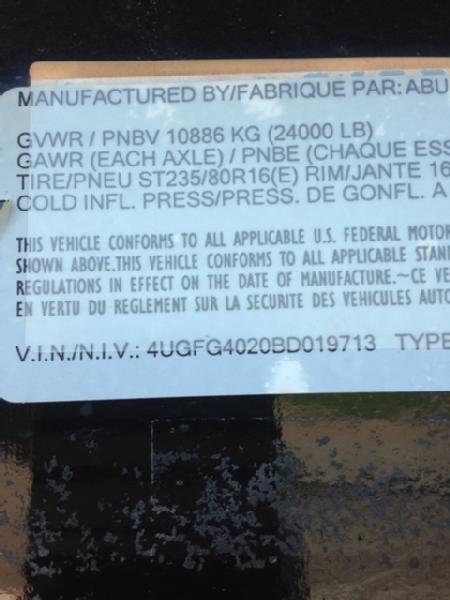 MANUFACTURED BY/FABRIQUE PAR: ABU
GVWR / PNBV 10886 KG (24000 LB)
GAWR (EACH AXLE) / PNBE (CHAQUE ESS
TIRE/PNEU ST235/80R16(E) RIM/JANTE 16
COLD INFL. PRESS/PRESS. DE GONFL. A
THIS VEHICLE CONFORMS TO ALL APPLICABLE U.S. FEDERAL MOTOR
SHOWN ABOVE.THIS VEHICLE CONFORMS TO ALL APPLICABLE STAN
REGULATIONS IN EFFECT ON THE DATE OF MANUFACTURE.~CE VE
EN VERTU DU REGLEMENT SUR LA SECURITE DES VEHICULES AUTO
V.I.N./N.I.V.: 4UGFG4020BD019713 TYPE